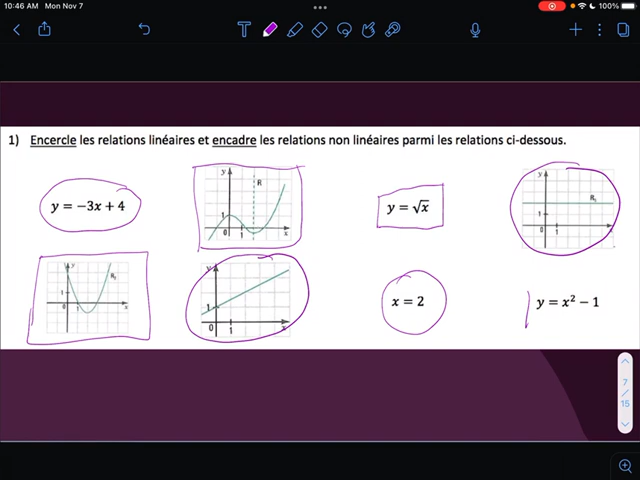 10:46 AM Mon Nov 7
100%
1) Encercle les relations linéaires et encadre les relations non linéaires parmi les relations ci-dessous.
y = −3x + 4
y R 1 0 1 x
y = √x
y R₁ 1 0 1 x
y R₂ 1 0 1 x
y 1 0 1 x
x = 2
y = x² − 1
7
/
15